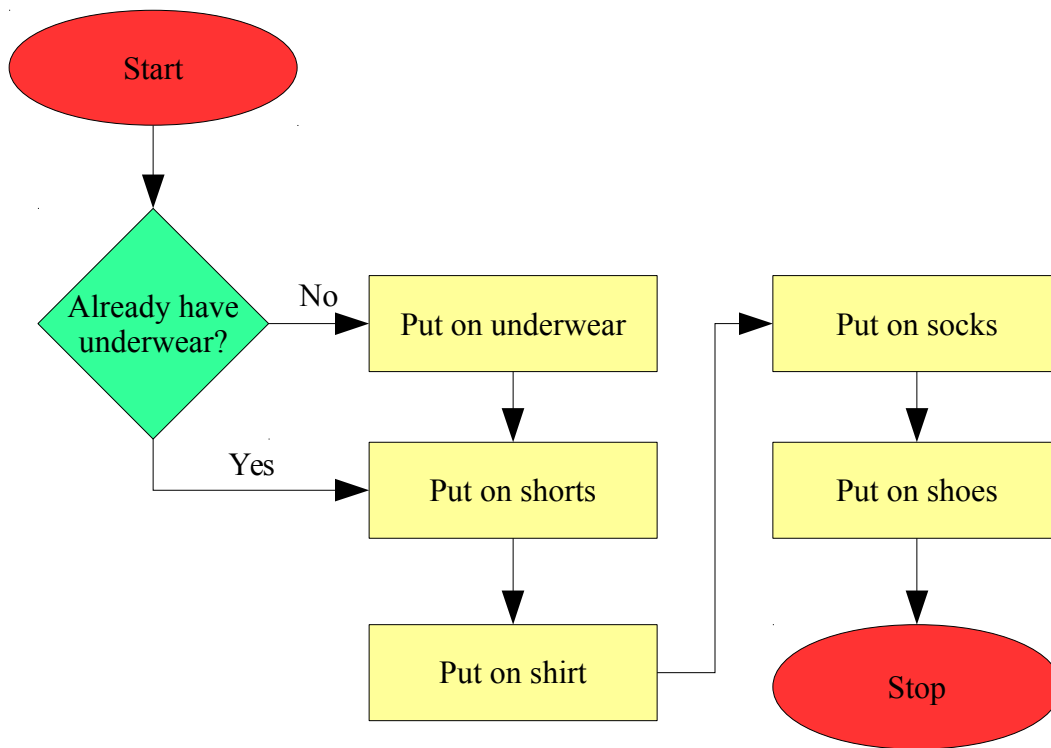 Start
Already have
underwear?
No
Yes
Put on underwear
Put on shorts
Put on shirt
Put on socks
Put on shoes
Stop